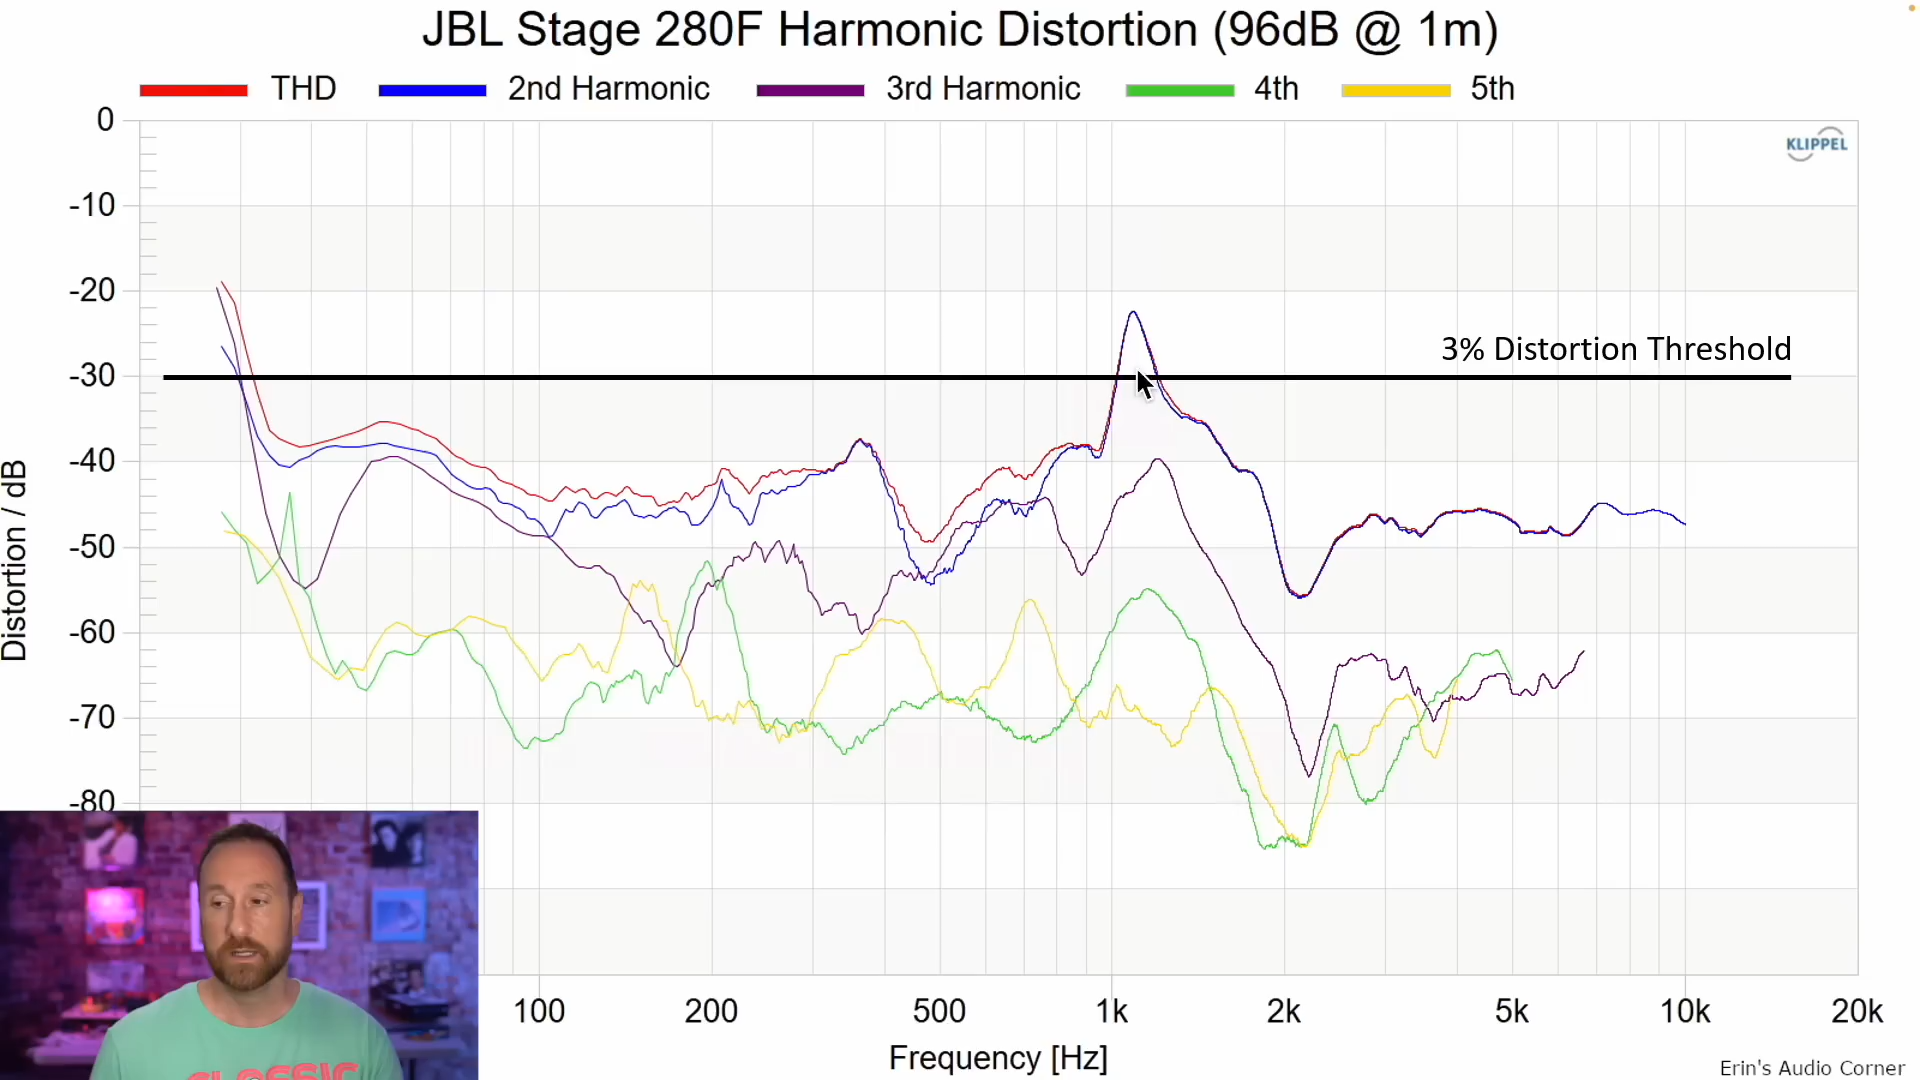 JBL Stage 280F Harmonic Distortion (96dB @ 1m)
THD 2nd Harmonic 3rd Harmonic 4th 5th
KLIPPEL
0
-10
-20
-30
-40
-50
-60
-70
-80
Distortion / dB
3% Distortion Threshold
100 200 500 1k 2k 5k 10k 20k
Frequency [Hz]
Erin's Audio Corner
CLASSIC